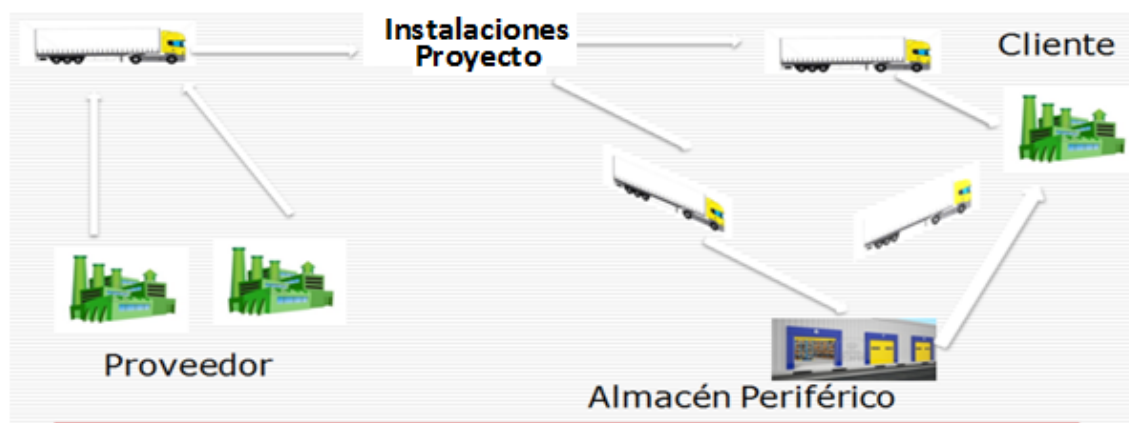 Instalaciones
Proyecto
Cliente
Proveedor
Almacén Periférico